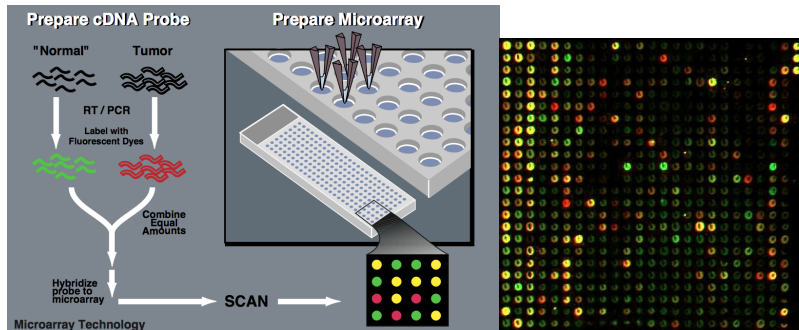 Prepare cDNA Probe
Prepare Microarray
"Normal"
Tumor
RT / PCR
Label with
Fluorescent Dyes
Combine
Equal
Amounts
Hybridize
probe to
microarray
SCAN
Microarray Technology